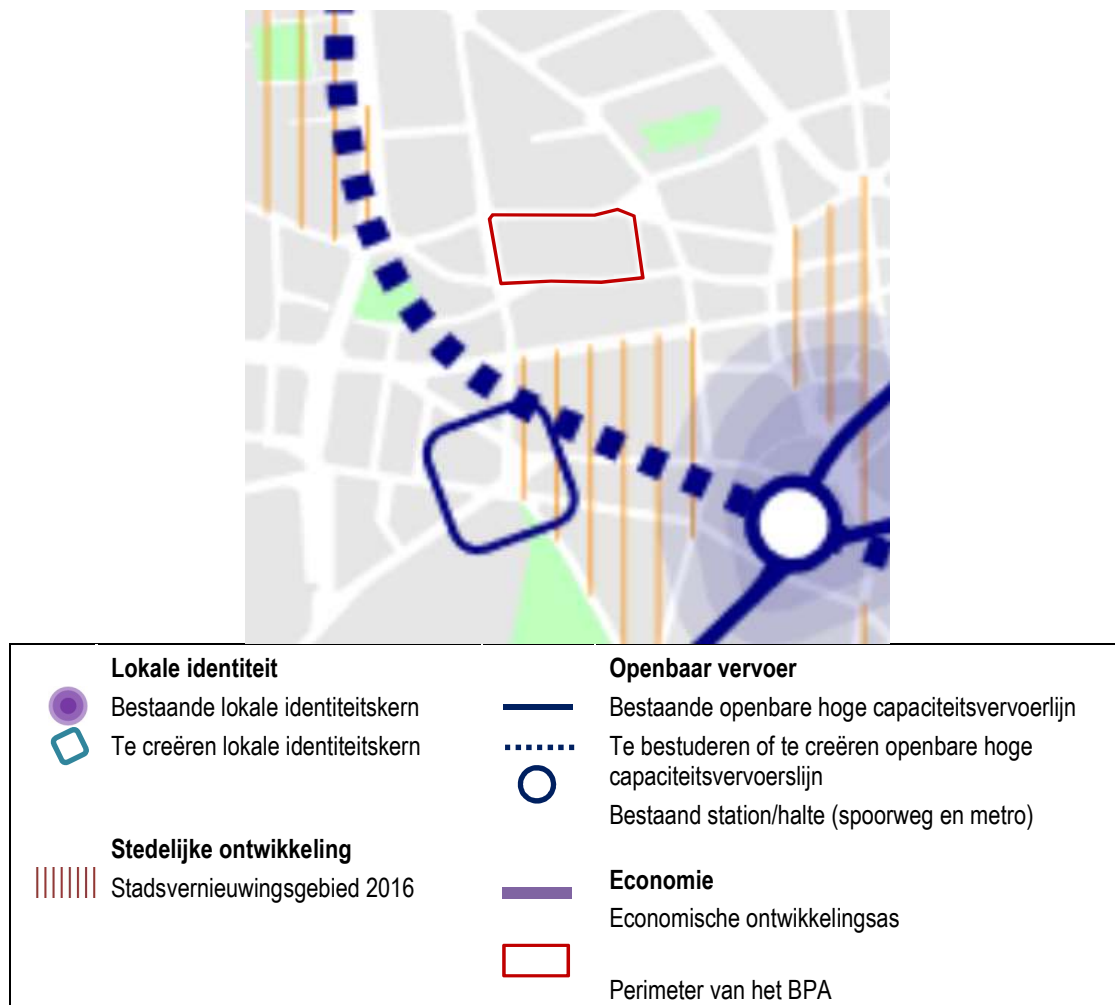 Lokale identiteit
Bestaande lokale identiteitskern
Te creëren lokale identiteitskern
Stedelijke ontwikkeling
Stadsvernieuwingsgebied 2016
Openbaar vervoer
Bestaande openbare hoge capaciteitsvervoerlijn
Te bestuderen of te creëren openbare hoge
capaciteitsvervoerslijn
Bestaand station/halte (spoorweg en metro)
Economie
Economische ontwikkelingsas
Perimeter van het BPA